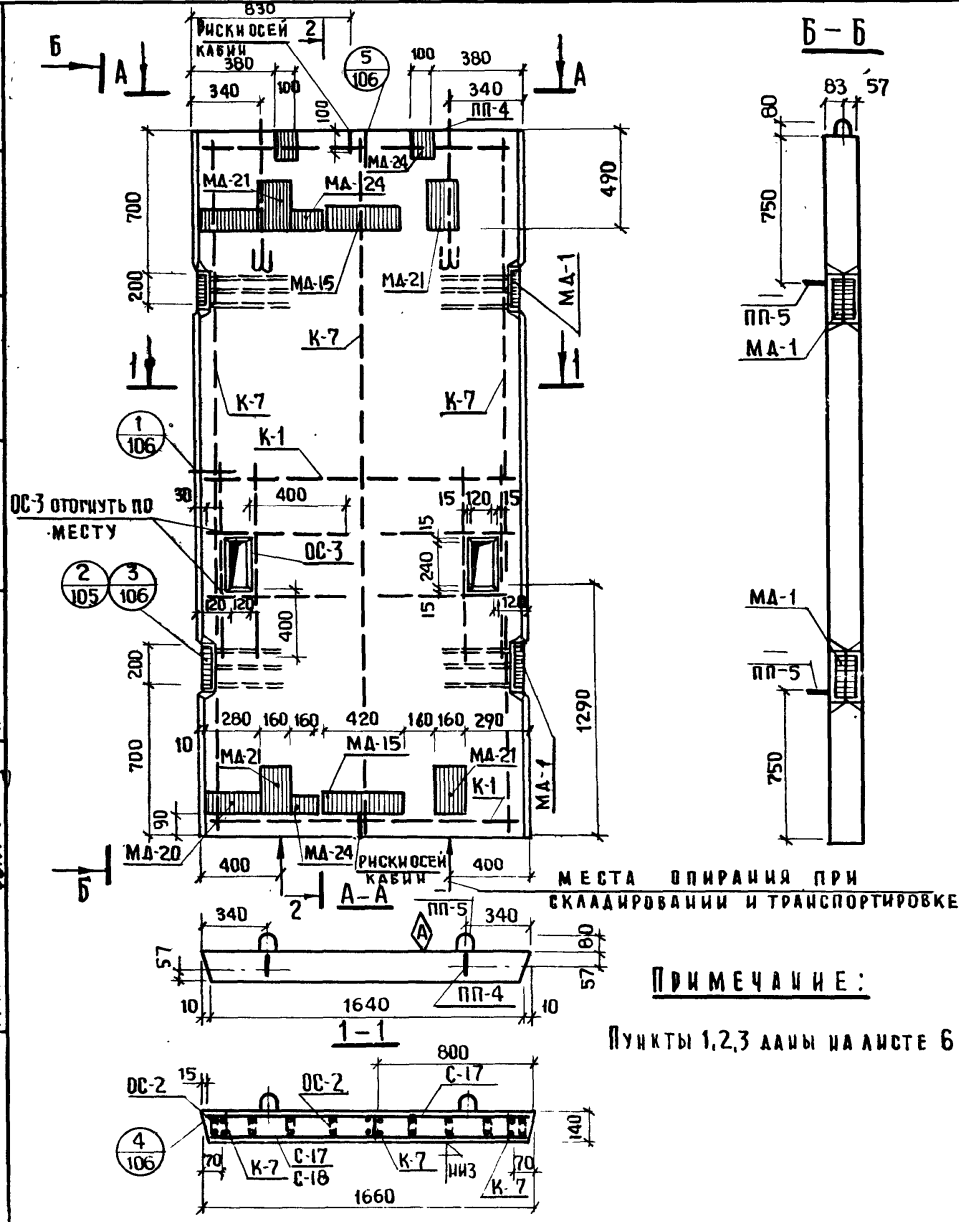 830
РИСКИ ОСЕЙ
КАБИН
2
5
106
380
100
100
380
340
340
Б
А
А
ПП-4
100
Б-Б
83
57
80
750
ПП-5
МД-1
МД-24
МД-21
МД-24
490
700
200
МД-15
МД-21
МД-1
К-7
1
1
К-7
К-7
К-1
1
106
30
400
15
120
15
ОС-3 ОТОГНУТЬ ПО
МЕСТУ
ОС-3
15
240
15
2
105
3
106
120
120
400
120
200
1290
МД-1
ПП-5
750
280
160
160
420
160
160
290
10
700
МД-21
МД-15
МД-21
К-1
МД-1
90
МД-20
МД-24
РИСКИ ОСЕЙ
КАБИН
400
400
Б
2
А-А
МЕСТА ОПИРАНИЯ ПРИ
СКЛАДИРОВАНИИ И ТРАНСПОРТИРОВКЕ
340
А
ПП-5
340
80
57
57
ПП-4
10
1640
10
ПРИМЕЧАНИЕ:
Пункты 1,2,3 даны на листе 6
1-1
800
15
ОС-2
ОС-2
С-17
140
4
106
70
К-7
С-17
С-18
К-7
НИЗ
70
К-7
1660